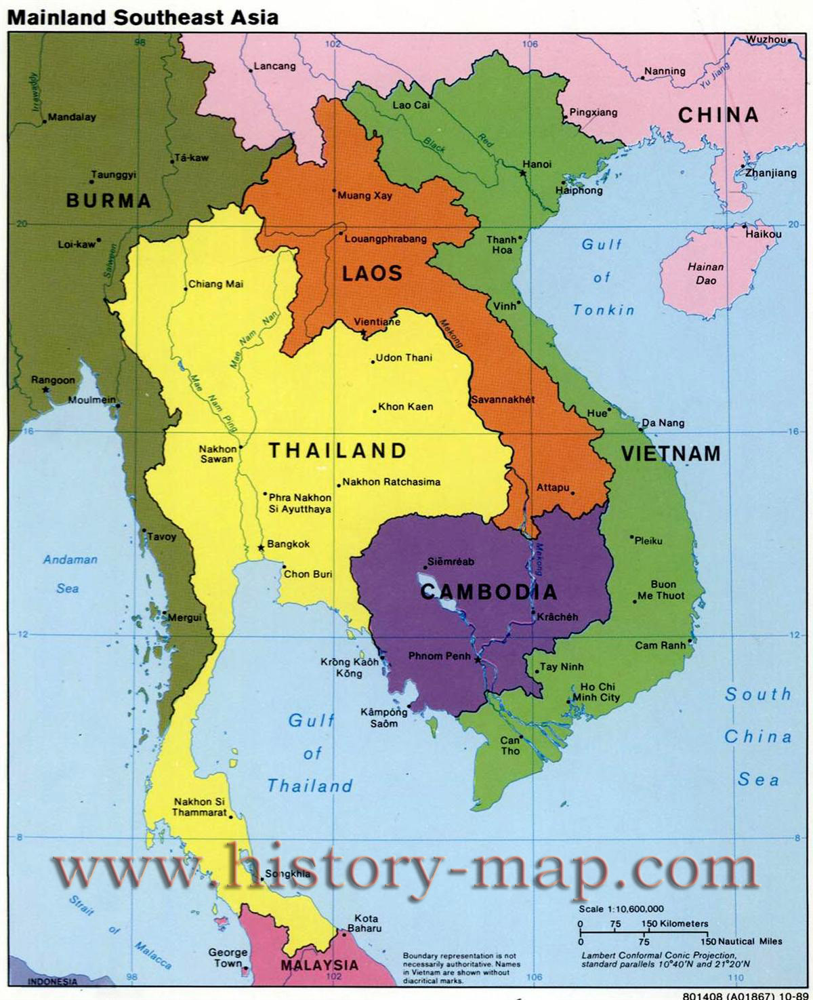 Mainland Southeast Asia
98
102
106
Wuzhou
Lancang
Nanning
Yu Jiang
Irrawaddy
Lao Cai
Pingxiang
CHINA
Mandalay
Black
Red
Tá-kaw
Hanoi
Zhanjiang
Taunggyi
Haiphong
BURMA
Muang Xay
20
20
Loi-kaw
Louangphrabang
Thanh
Hoa
Gulf
of
Tonkin
Haikou
Hainan
Dao
Salween
LAOS
Chiang Mai
Vinh
Mae Nam Nan
Vientiane
Mekong
Udon Thani
Rangoon
Mae Nam Ping
Moulmein
Khon Kaen
Savannakhét
Hue
Da Nang
16
16
Nakhon
Sawan
THAILAND
VIETNAM
Nakhon Ratchasima
Attapu
Phra Nakhon
Si Ayutthaya
Tavoy
Bangkok
Pleiku
Mekong
Andaman
Sea
Chon Buri
Siĕmréab
CAMBODIA
Buon
Me Thuot
Mergui
Krâchéh
12
12
Cam Ranh
Krŏng Kaôh
Kŏng
Phnom Penh
Tay Ninh
Ho Chi
Minh City
South
China
Sea
Kâmpóng
Saôm
Gulf
of
Thailand
Can
Tho
Nakhon Si
Thammarat
8
8
www.history-map.com
Songkhla
Strait of Malacca
Scale 1:10,600,000
0 75 150 Kilometers
0 75 150 Nautical Miles
Kota
Baharu
George
Town
MALAYSIA
Boundary representation is not
necessarily authoritative. Names
in Vietnam are shown without
diacritical marks.
Lambert Conformal Conic Projection,
standard parallels 10°40'N and 21°20'N
INDONESIA
98
102
106
110
801408 (A01867) 10-89